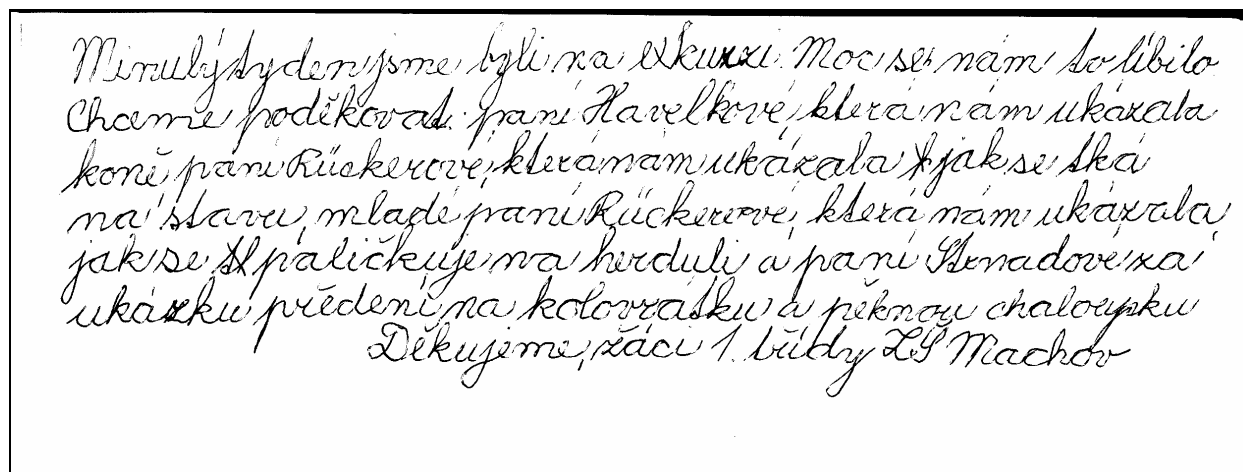 Minulý tyden jsme byli na exkurzi. Moc se nám to líbilo
Chceme poděkovat paní Havelkové, která nám ukázala
koně, paní Rückerové, která nám ukázala jak se tká
na stavu, mladé paní Rückerové, která nám ukázala
jak se paličkuje na herduli a paní Strnadové za
ukázku předení na kolovrátku a pěknou chaloupku
Děkujeme, žáci 1. třídy ZŠ Machov